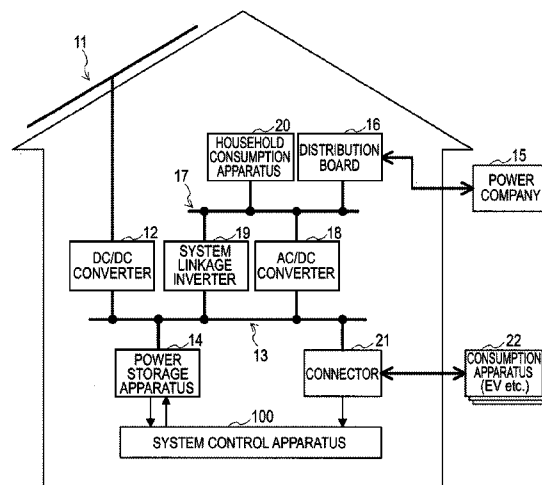 11
20
16
HOUSEHOLD
CONSUMPTION
APPARATUS
DISTRIBUTION
BOARD
15
POWER
COMPANY
17
12
19
18
DC/DC
CONVERTER
SYSTEM
LINKAGE
INVERTER
AC/DC
CONVERTER
13
14
21
22
POWER
STORAGE
APPARATUS
CONNECTOR
CONSUMPTION
APPARATUS
(EV etc.)
100
SYSTEM CONTROL APPARATUS